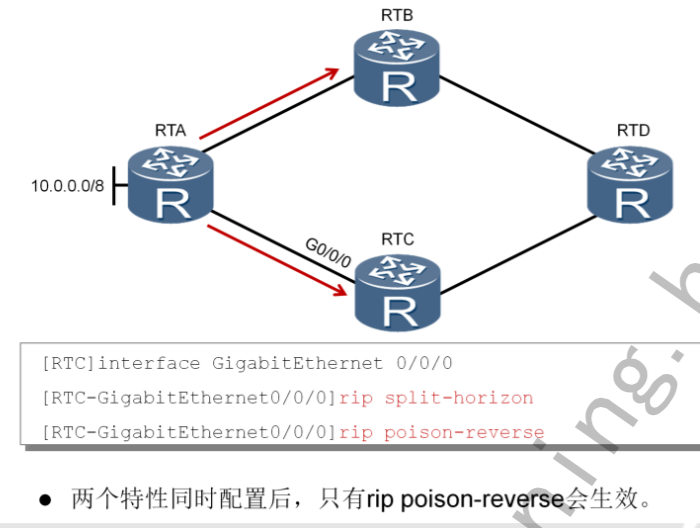 RTB
R
RTA
RTD
10.0.0.0/8
R
R
G0/0/0
RTC
R
[RTC]interface GigabitEthernet 0/0/0
[RTC-GigabitEthernet0/0/0]rip split-horizon
[RTC-GigabitEthernet0/0/0]rip poison-reverse
● 两个特性同时配置后，只有rip poison-reverse会生效。
ning.h